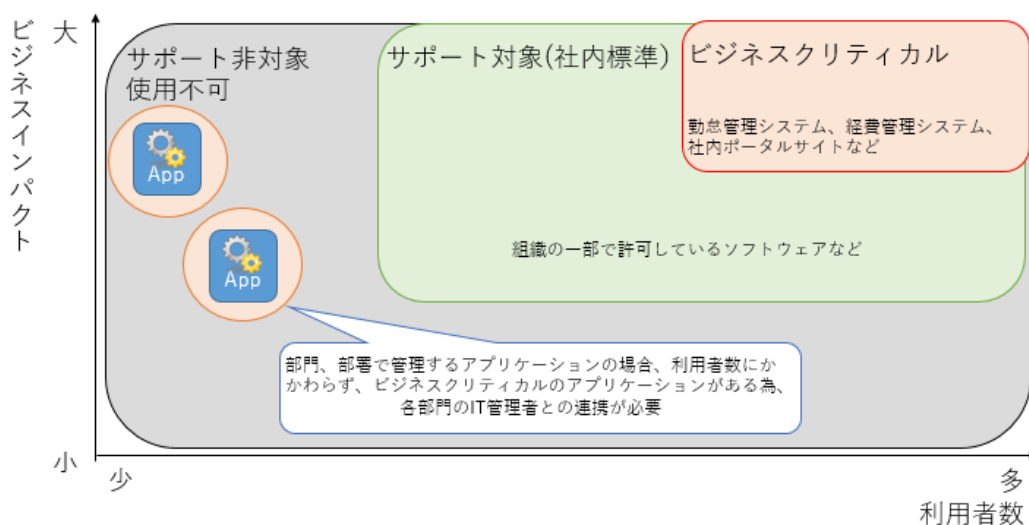 ビジネスインパクト
大
サポート非対象
使用不可
サポート対象(社内標準)
ビジネスクリティカル
勤怠管理システム、経費管理システム、
社内ポータルサイトなど
App
App
組織の一部で許可しているソフトウェアなど
部門、部署で管理するアプリケーションの場合、利用者数にか
かわらず、ビジネスクリティカルのアプリケーションがある為、
各部門のIT管理者との連携が必要
小
少
多
利用者数